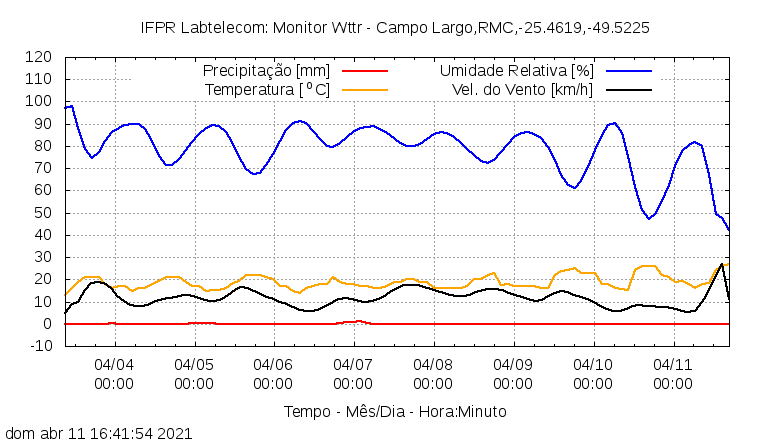 IFPR Labtelecom: Monitor Wttr - Campo Largo,RMC,-25.4619,-49.5225
120
110
100
90
80
70
60
50
40
30
20
10
0
-10
Precipitação [mm]
Temperatura [ ⁰C]
Umidade Relativa [%]
Vel. do Vento [km/h]
04/04 04/05 04/06 04/07 04/08 04/09 04/10 04/11
00:00 00:00 00:00 00:00 00:00 00:00 00:00 00:00
Tempo - Mês/Dia - Hora:Minuto
dom abr 11 16:41:54 2021